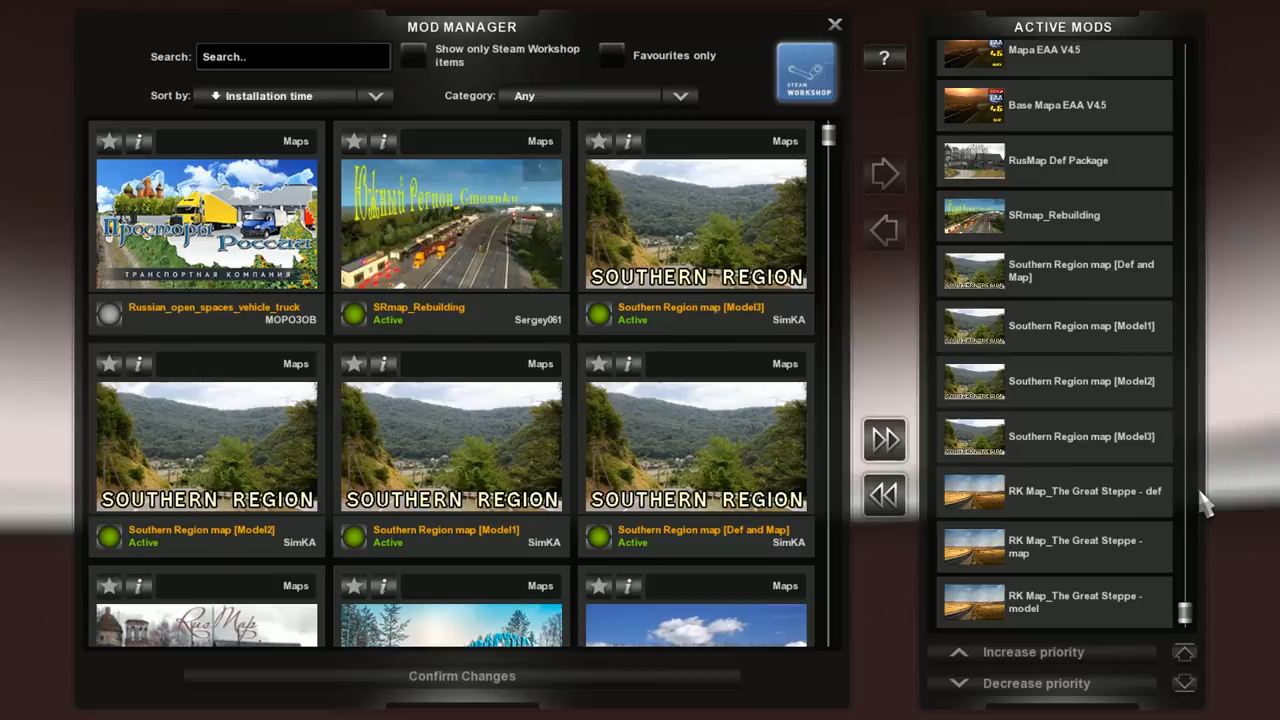 MOD MANAGER
Search:
Search..
Show only Steam Workshop
items
Favourites only
STEAM
WORKSHOP
Sort by:
Installation time
Category:
Any
Maps
Maps
Maps
Просторы
России
ТРАНСПОРТНАЯ КОМПАНИЯ
Южный Регион_Стоянки
SOUTHERN REGION
Russian_open_spaces_vehicle_truck
МОРОЗОВ
SRmap_Rebuilding
Active
Sergey061
Southern Region map [Model3]
Active
SimKA
Maps
Maps
Maps
SOUTHERN REGION
SOUTHERN REGION
SOUTHERN REGION
Southern Region map [Model2]
Active
SimKA
Southern Region map [Model1]
Active
SimKA
Southern Region map [Def and Map]
Active
SimKA
Maps
Maps
Maps
RusMap
Confirm Changes
?
ACTIVE MODS
Mapa EAA V4.5
Base Mapa EAA V4.5
RusMap Def Package
SRmap_Rebuilding
Southern Region map [Def and
Map]
Southern Region map [Model1]
Southern Region map [Model2]
Southern Region map [Model3]
RK Map_The Great Steppe - def
RK Map_The Great Steppe -
map
RK Map_The Great Steppe -
model
Increase priority
Decrease priority